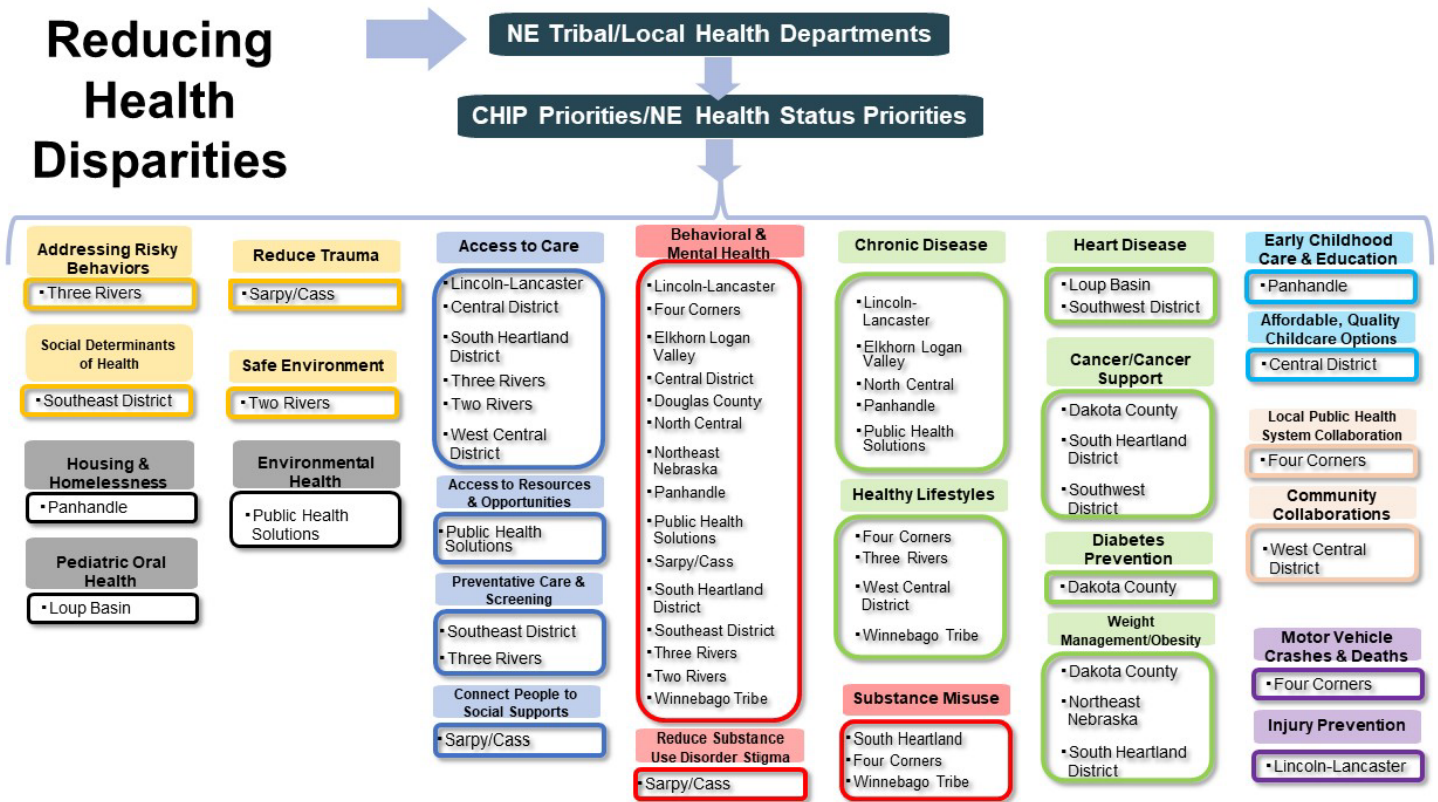 Reducing
Health
Disparities
NE Tribal/Local Health Departments
CHIP Priorities/NE Health Status Priorities
Addressing Risky
Behaviors
▪Three Rivers
Social Determinants
of Health
▪Southeast District
Housing &
Homelessness
▪Panhandle
Pediatric Oral
Health
▪Loup Basin
Reduce Trauma
▪Sarpy/Cass
Safe Environment
▪Two Rivers
Environmental
Health
▪Public Health
Solutions
Access to Care
▪Lincoln-Lancaster
▪Central District
▪South Heartland
District
▪Three Rivers
▪Two Rivers
▪West Central
District
Access to Resources
& Opportunities
▪Public Health
Solutions
Preventative Care &
Screening
▪Southeast District
▪Three Rivers
Connect People to
Social Supports
▪Sarpy/Cass
Behavioral &
Mental Health
▪Lincoln-Lancaster
▪Four Corners
▪Elkhorn Logan
Valley
▪Central District
▪Douglas County
▪North Central
▪Northeast
Nebraska
▪Panhandle
▪Public Health
Solutions
▪Sarpy/Cass
▪South Heartland
District
▪Southeast District
▪Three Rivers
▪Two Rivers
▪Winnebago Tribe
Reduce Substance
Use Disorder Stigma
▪Sarpy/Cass
Chronic Disease
▪Lincoln-
Lancaster
▪Elkhorn Logan
Valley
▪North Central
▪Panhandle
▪Public Health
Solutions
Healthy Lifestyles
▪Four Corners
▪Three Rivers
▪West Central
District
▪Winnebago Tribe
Substance Misuse
▪South Heartland
▪Four Corners
▪Winnebago Tribe
Heart Disease
▪Loup Basin
▪Southwest District
Cancer/Cancer
Support
▪Dakota County
▪South Heartland
District
▪Southwest
District
Diabetes
Prevention
▪Dakota County
Weight
Management/Obesity
▪Dakota County
▪Northeast
Nebraska
▪South Heartland
District
Early Childhood
Care & Education
▪Panhandle
Affordable, Quality
Childcare Options
▪Central District
Local Public Health
System Collaboration
▪Four Corners
Community
Collaborations
▪West Central
District
Motor Vehicle
Crashes & Deaths
▪Four Corners
Injury Prevention
▪Lincoln-Lancaster